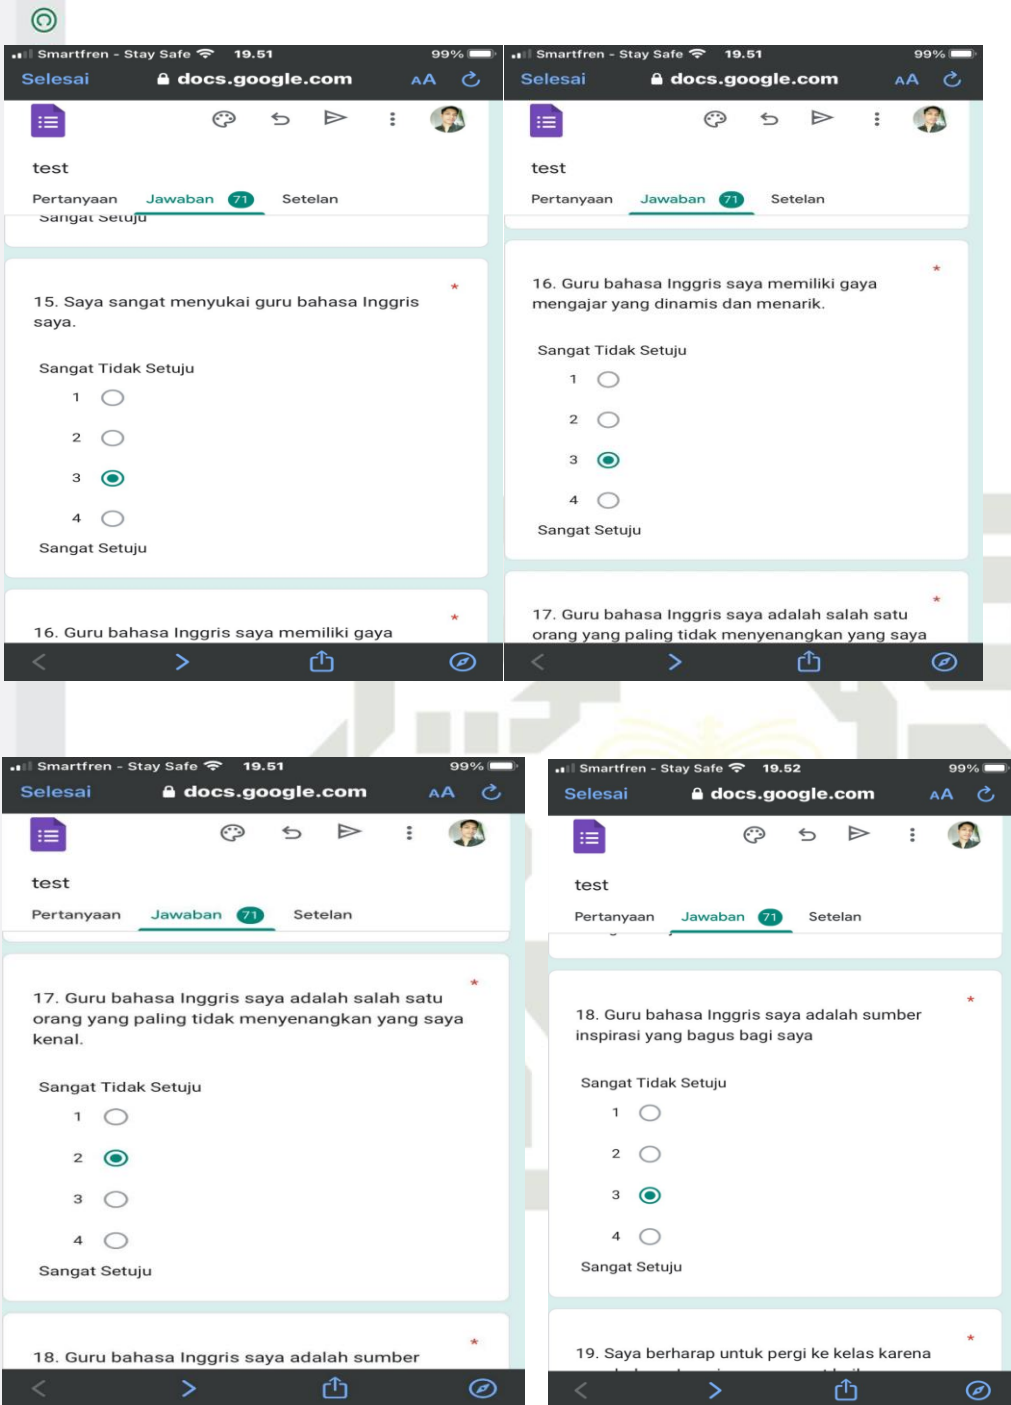 ©
Smartfren - Stay Safe 19.51 99%
Selesai docs.google.com AA
test
Pertanyaan Jawaban 71 Setelan
Sangat Setuju
15. Saya sangat menyukai guru bahasa Inggris
saya.
*
Sangat Tidak Setuju
1
2
3
4
Sangat Setuju
16. Guru bahasa Inggris saya memiliki gaya
*
Smartfren - Stay Safe 19.51 99%
Selesai docs.google.com AA
test
Pertanyaan Jawaban 71 Setelan
*
16. Guru bahasa Inggris saya memiliki gaya
mengajar yang dinamis dan menarik.
Sangat Tidak Setuju
1
2
3
4
Sangat Setuju
*
17. Guru bahasa Inggris saya adalah salah satu
orang yang paling tidak menyenangkan yang saya
Smartfren - Stay Safe 19.51 99%
Selesai docs.google.com AA
test
Pertanyaan Jawaban 71 Setelan
*
17. Guru bahasa Inggris saya adalah salah satu
orang yang paling tidak menyenangkan yang saya
kenal.
Sangat Tidak Setuju
1
2
3
4
Sangat Setuju
*
18. Guru bahasa Inggris saya adalah sumber
Smartfren - Stay Safe 19.52 99%
Selesai docs.google.com AA
test
Pertanyaan Jawaban 71 Setelan
*
18. Guru bahasa Inggris saya adalah sumber
inspirasi yang bagus bagi saya
Sangat Tidak Setuju
1
2
3
4
Sangat Setuju
*
19. Saya berharap untuk pergi ke kelas karena